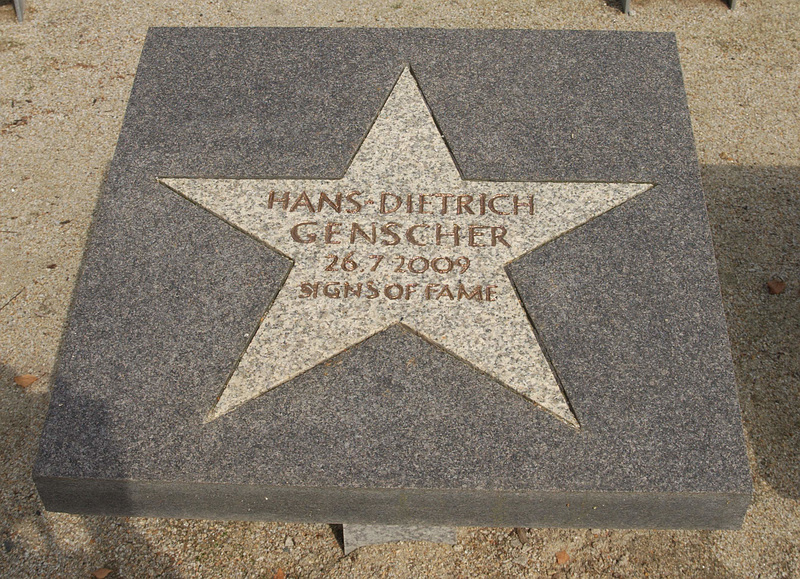 HANS-DIETRICH
GENSCHER
26.7.2009
SIGNS OF FAME